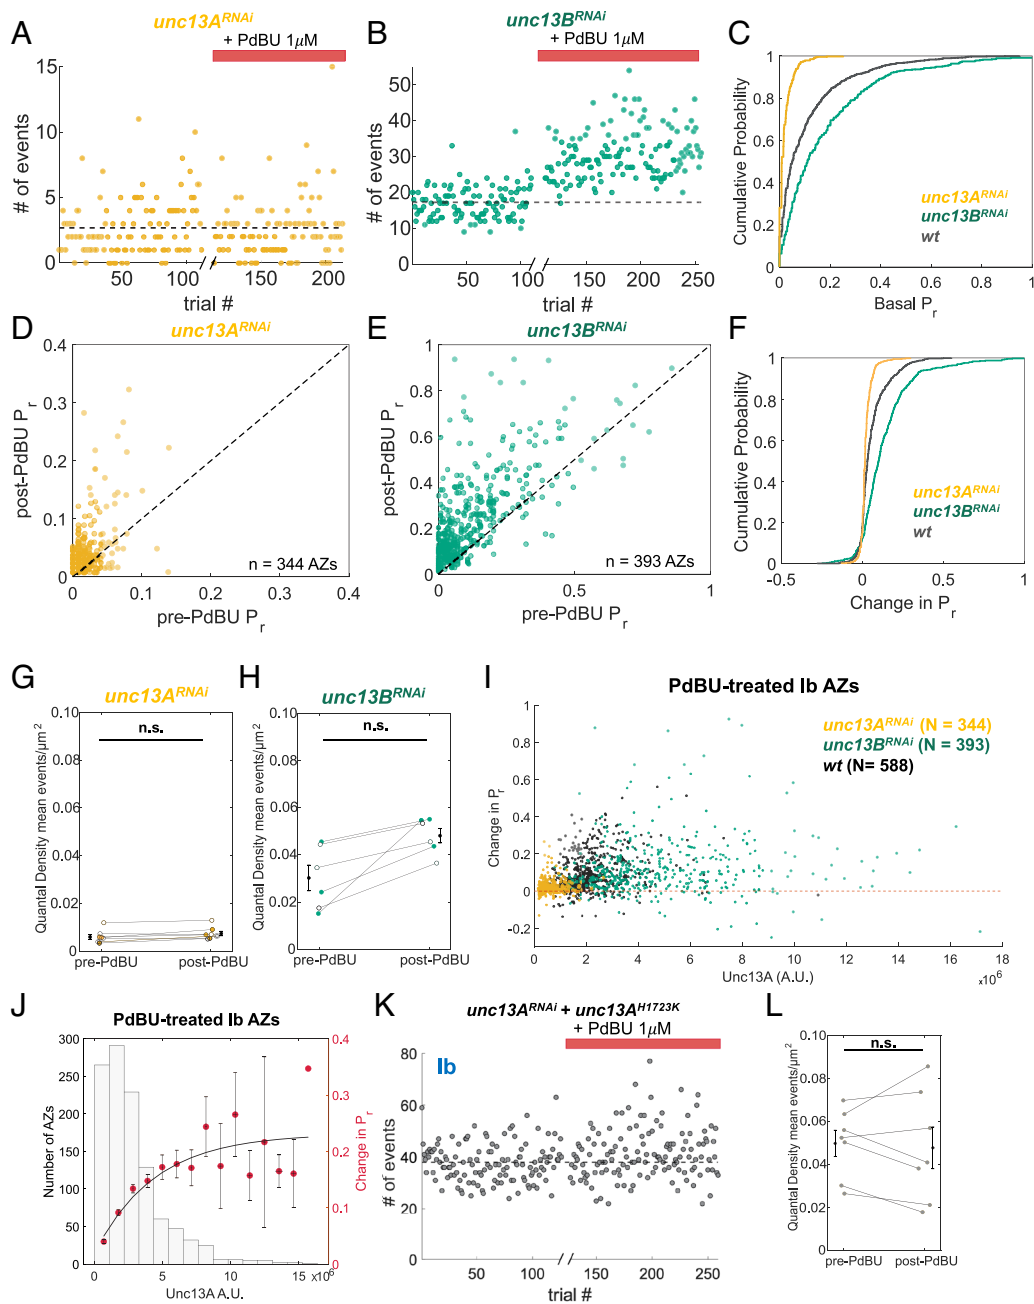 A
unc13A^RNAi
+ PdBU 1μM
15
10
5
0
# of events
50
100
150
200
trial #
B
unc13B^RNAi
+ PdBU 1μM
50
40
30
20
10
0
# of events
0
50
100
150
200
250
trial #
C
1
0.8
0.6
0.4
0.2
0
Cumulative Probability
unc13A^RNAi
unc13B^RNAi
wt
0
0.2
0.4
0.6
0.8
1
Basal P_r
D
unc13A^RNAi
0.4
0.3
0.2
0.1
0
post-PdBU P_r
n = 344 AZs
0
0.1
0.2
0.3
0.4
pre-PdBU P_r
E
unc13B^RNAi
1
0.8
0.6
0.4
0.2
0
post-PdBU P_r
n = 393 AZs
0
0.5
1
pre-PdBU P_r
F
1
0.8
0.6
0.4
0.2
0
Cumulative Probability
unc13A^RNAi
unc13B^RNAi
wt
-0.5
0
0.5
1
Change in P_r
G
unc13A^RNAi
n.s.
0.10
0.08
0.06
0.04
0.02
0
Quantal Density mean events/μm²
pre-PdBU
post-PdBU
H
unc13B^RNAi
n.s.
0.10
0.08
0.06
0.04
0.02
0
Quantal Density mean events/μm²
pre-PdBU
post-PdBU
I
PdBU-treated Ib AZs
unc13A^RNAi (N = 344)
unc13B^RNAi (N = 393)
wt (N= 588)
1
0.8
0.6
0.4
0.2
0
-0.2
Change in P_r
0
2
4
6
8
10
12
14
16
18
×10⁶
Unc13A (A.U.)
J
PdBU-treated Ib AZs
300
250
200
150
100
50
0
Number of AZs
0.4
0.3
0.2
0.1
0
Change in P_r
0
5
10
15
×10⁶
Unc13A A.U.
K
unc13A^RNAi + unc13A^H1723K
+ PdBU 1μM
Ib
80
60
40
20
0
# of events
50
100
150
200
250
trial #
L
n.s.
0.10
0.08
0.06
0.04
0.02
0
Quantal Density mean events/μm²
pre-PdBU
post-PdBU